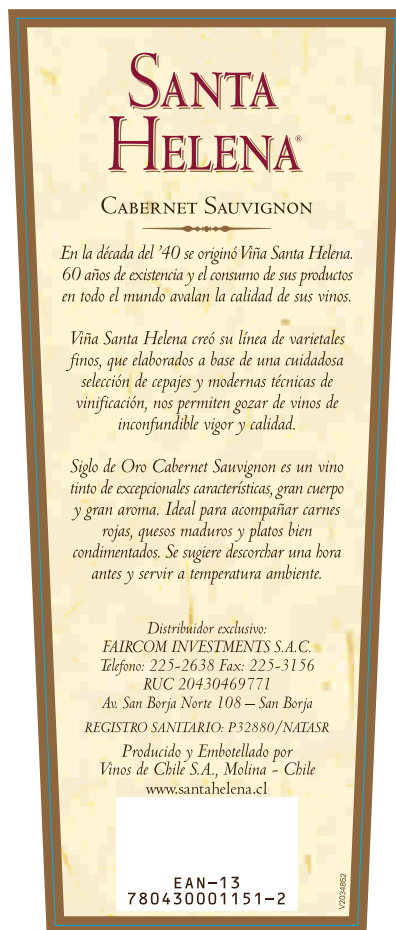 SANTA
HELENA®
CABERNET SAUVIGNON
En la década del '40 se originó Viña Santa Helena.
60 años de existencia y el consumo de sus productos
en todo el mundo avalan la calidad de sus vinos.
Viña Santa Helena creó su línea de varietales
finos, que elaborados a base de una cuidadosa
selección de cepajes y modernas técnicas de
vinificación, nos permiten gozar de vinos de
inconfundible vigor y calidad.
Siglo de Oro Cabernet Sauvignon es un vino
tinto de excepcionales características, gran cuerpo
y gran aroma. Ideal para acompañar carnes
rojas, quesos maduros y platos bien
condimentados. Se sugiere descorchar una hora
antes y servir a temperatura ambiente.
Distribuidor exclusivo:
FAIRCOM INVESTMENTS S.A.C.
Telefono: 225-2638 Fax: 225-3156
RUC 20430469771
Av. San Borja Norte 108 – San Borja
REGISTRO SANITARIO: P32880/NATASR
Producido y Embotellado por
Vinos de Chile S.A., Molina - Chile
www.santahelena.cl
EAN-13
780430001151-2
V2034852